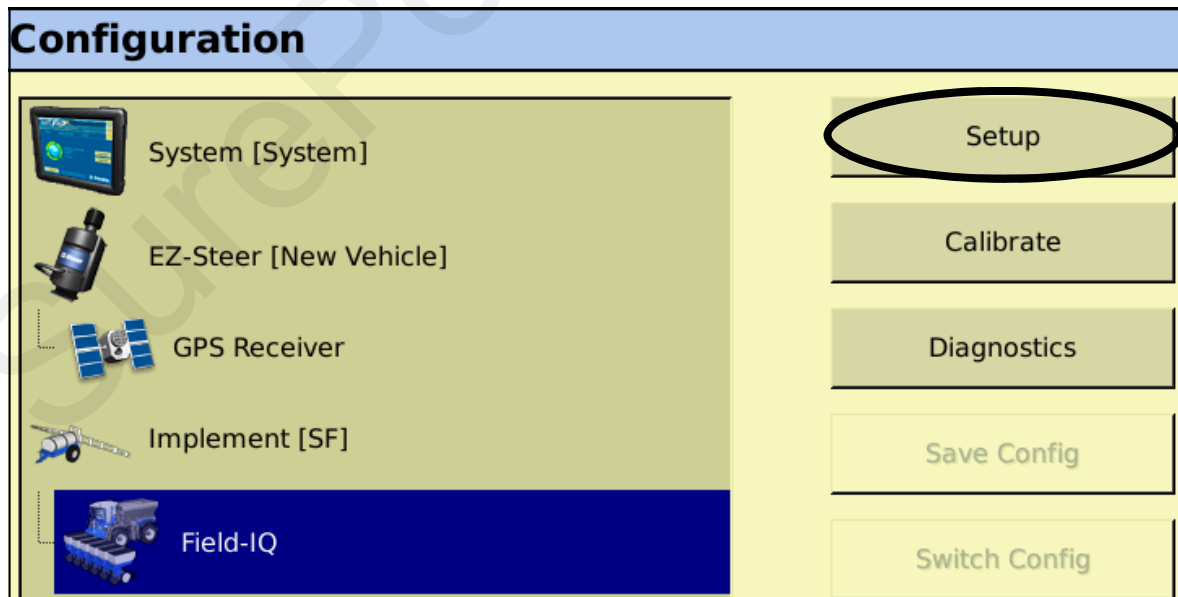 Configuration
System [System]
EZ-Steer [New Vehicle]
GPS Receiver
Implement [SF]
Field-IQ
Setup
Calibrate
Diagnostics
Save Config
Switch Config